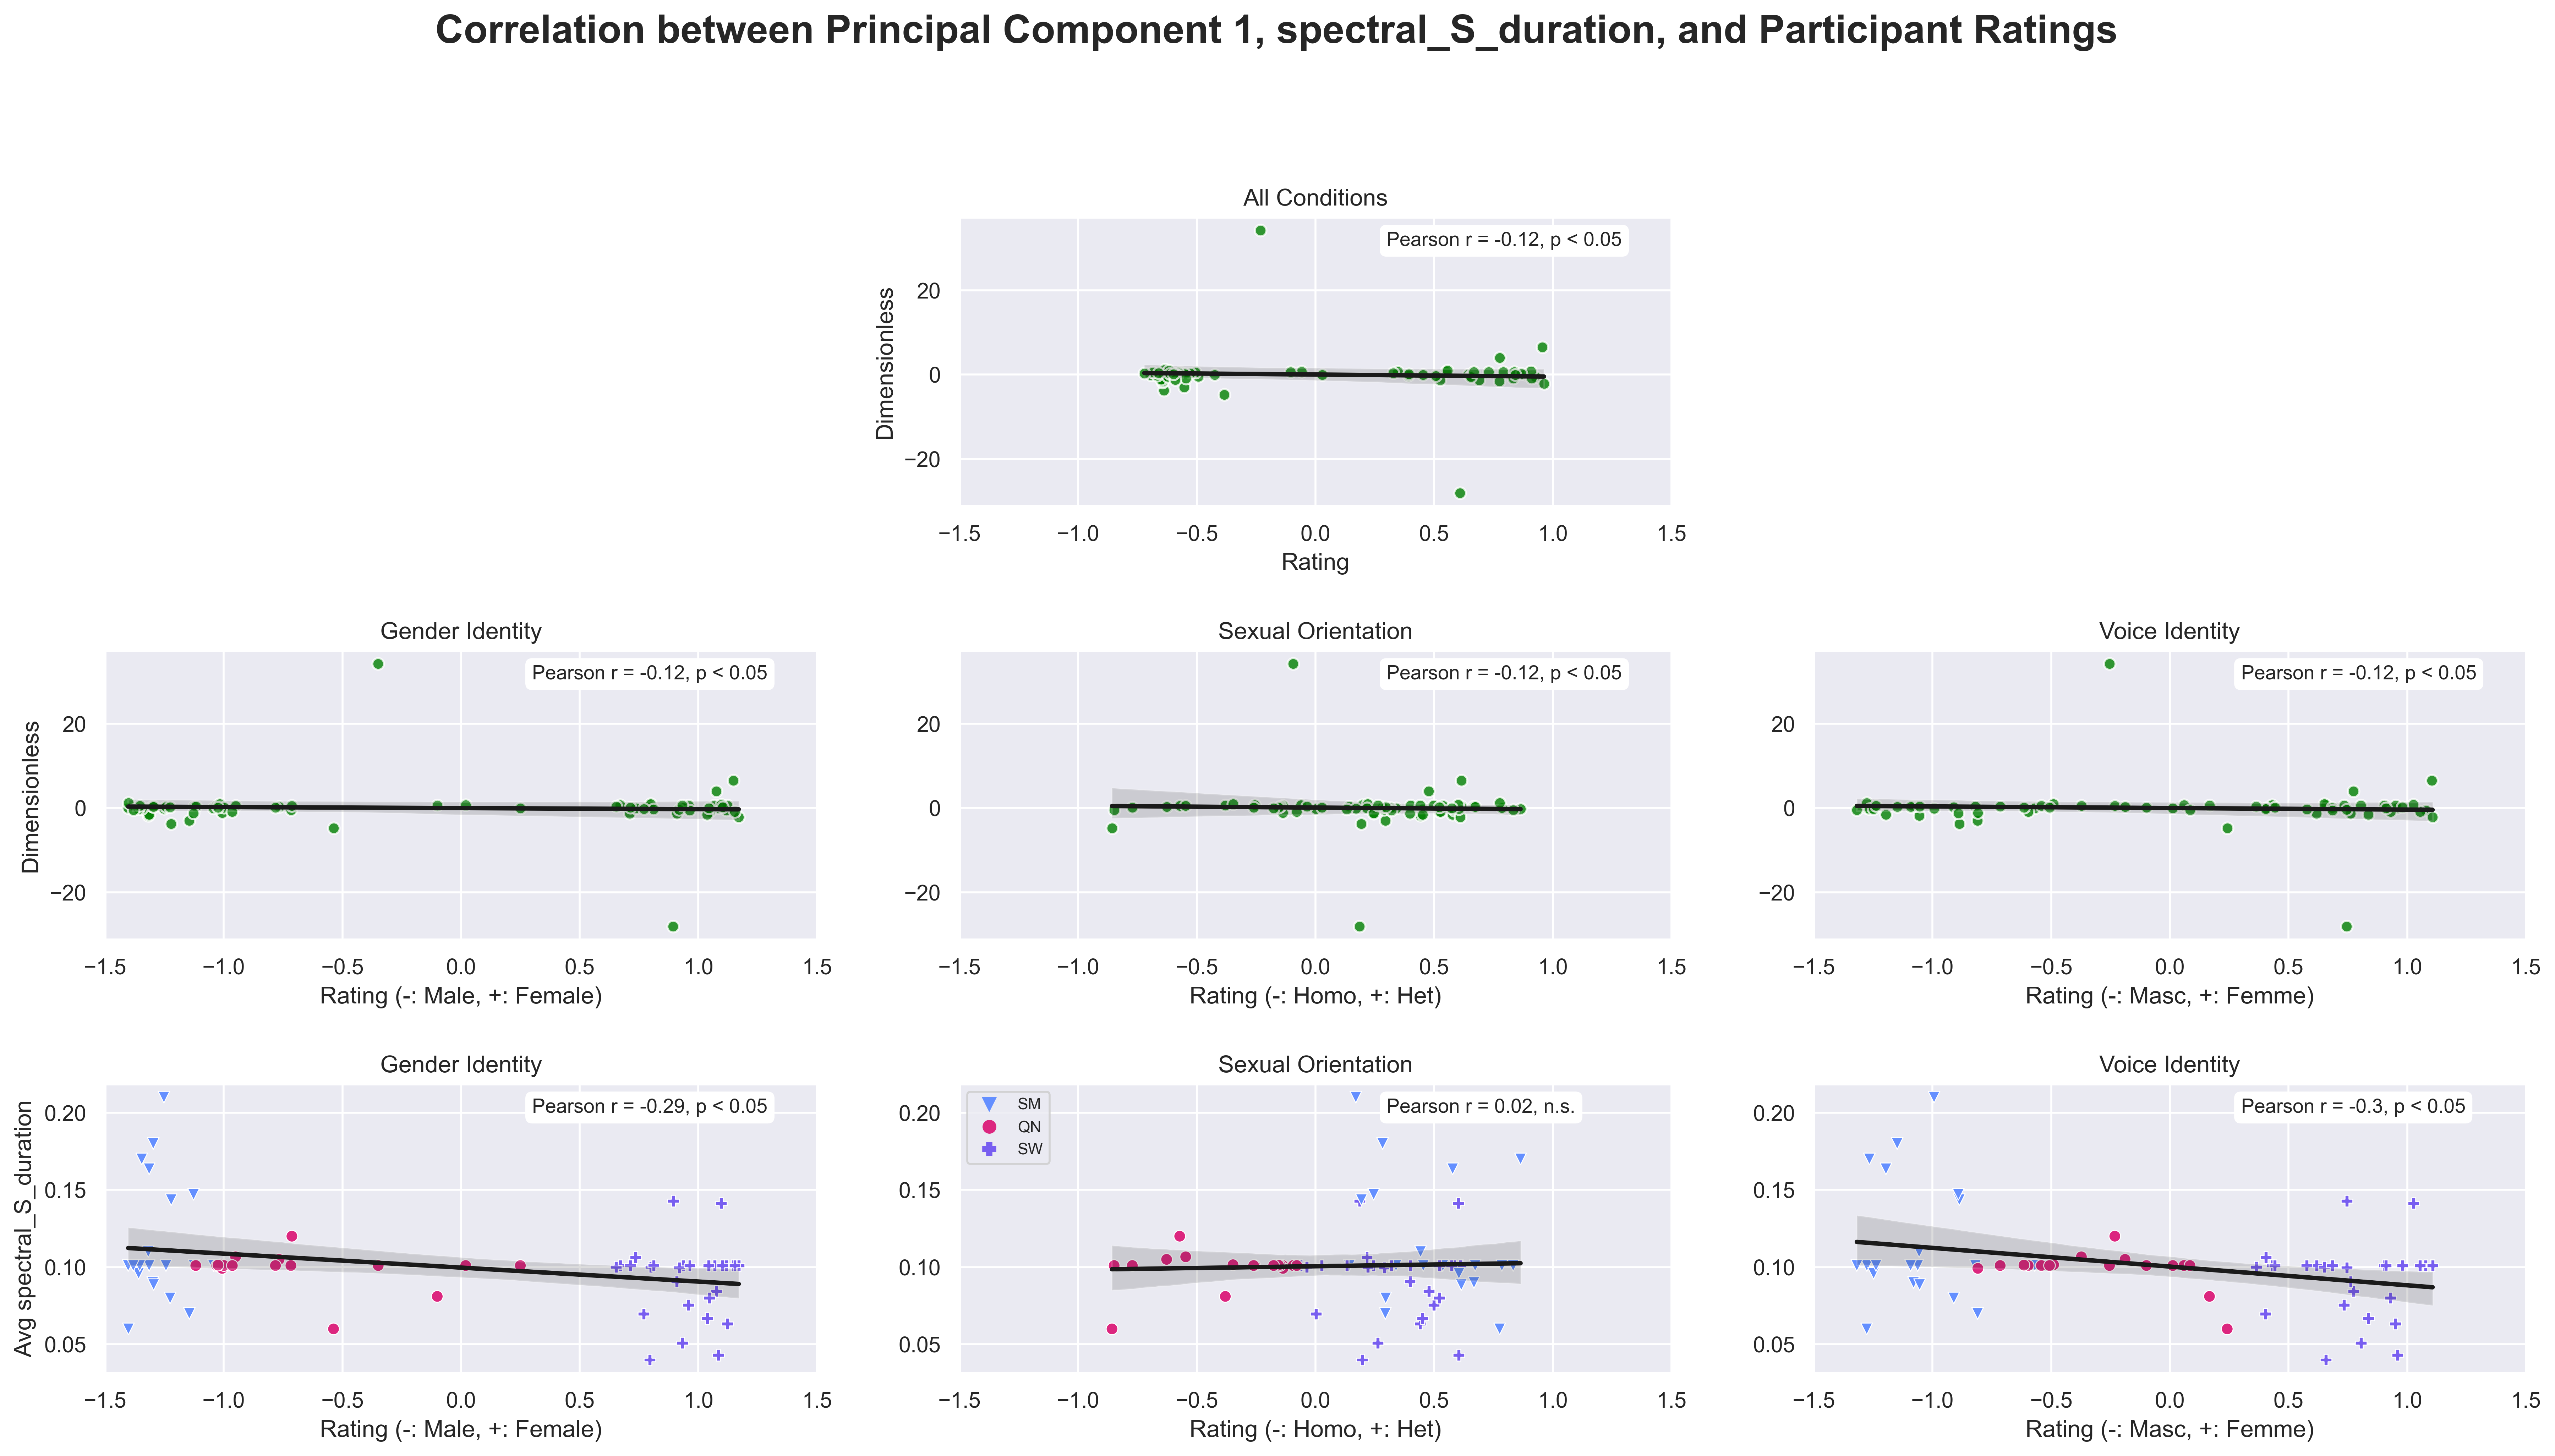 Correlation between Principal Component 1, spectral_S_duration, and Participant Ratings
All Conditions
Pearson r = -0.12, p < 0.05
Dimensionless
20
0
−20
−1.5 −1.0 −0.5 0.0 0.5 1.0 1.5
Rating
Gender Identity
Pearson r = -0.12, p < 0.05
Dimensionless
20
0
−20
−1.5 −1.0 −0.5 0.0 0.5 1.0 1.5
Rating (-: Male, +: Female)
Sexual Orientation
Pearson r = -0.12, p < 0.05
20
0
−20
−1.5 −1.0 −0.5 0.0 0.5 1.0 1.5
Rating (-: Homo, +: Het)
Voice Identity
Pearson r = -0.12, p < 0.05
20
0
−20
−1.5 −1.0 −0.5 0.0 0.5 1.0 1.5
Rating (-: Masc, +: Femme)
Gender Identity
Pearson r = -0.29, p < 0.05
Avg spectral_S_duration
0.20
0.15
0.10
0.05
−1.5 −1.0 −0.5 0.0 0.5 1.0 1.5
Rating (-: Male, +: Female)
Sexual Orientation
SM
QN
SW
Pearson r = 0.02, n.s.
0.20
0.15
0.10
0.05
−1.5 −1.0 −0.5 0.0 0.5 1.0 1.5
Rating (-: Homo, +: Het)
Voice Identity
Pearson r = -0.3, p < 0.05
0.20
0.15
0.10
0.05
−1.5 −1.0 −0.5 0.0 0.5 1.0 1.5
Rating (-: Masc, +: Femme)